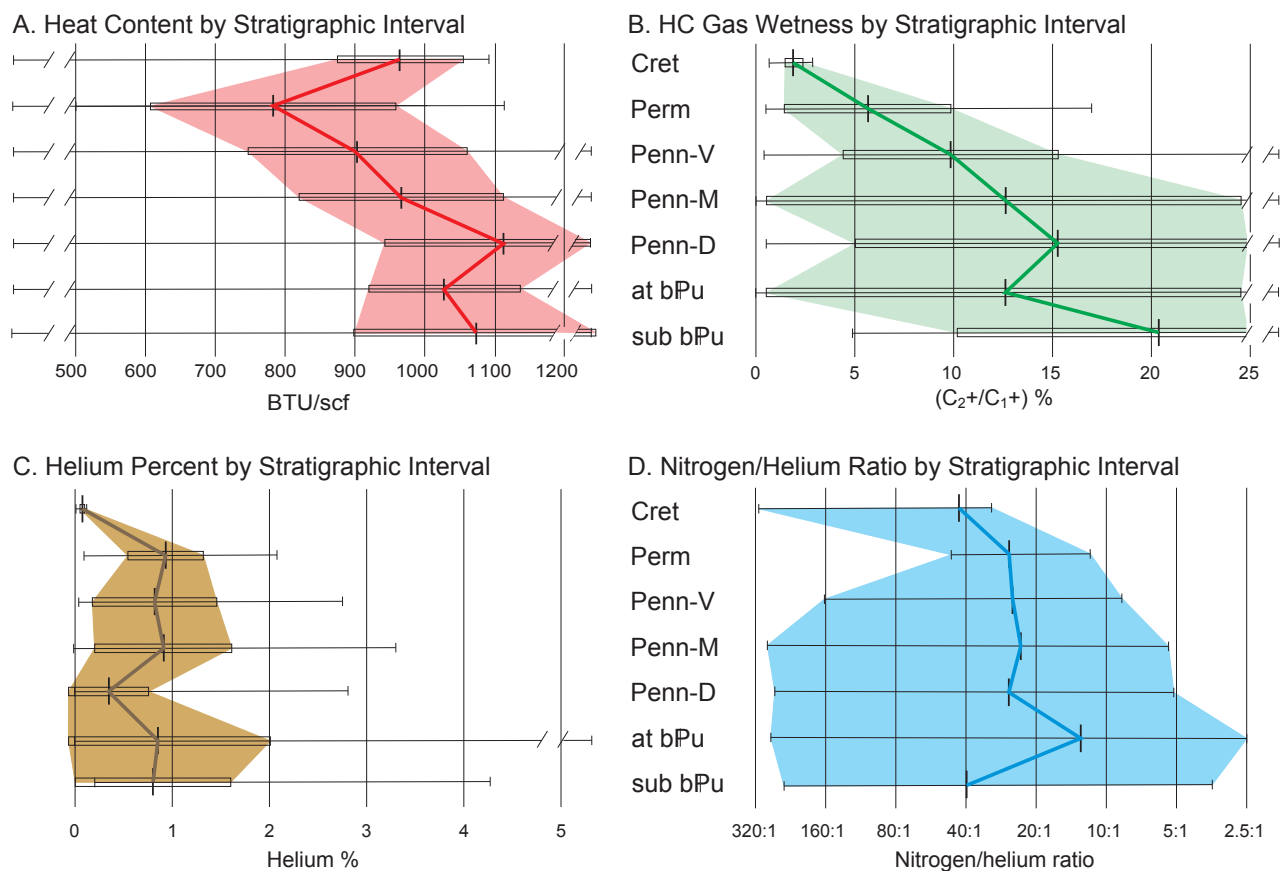 A. Heat Content by Stratigraphic Interval
500 600 700 800 900 1000 1100 1200
BTU/scf
B. HC Gas Wetness by Stratigraphic Interval
Cret
Perm
Penn-V
Penn-M
Penn-D
at bꟼu
sub bꟼu
0 5 10 15 20 25
(C₂+/C₁+) %
C. Helium Percent by Stratigraphic Interval
0 1 2 3 4 5
Helium %
D. Nitrogen/Helium Ratio by Stratigraphic Interval
Cret
Perm
Penn-V
Penn-M
Penn-D
at bꟼu
sub bꟼu
320:1 160:1 80:1 40:1 20:1 10:1 5:1 2.5:1
Nitrogen/helium ratio